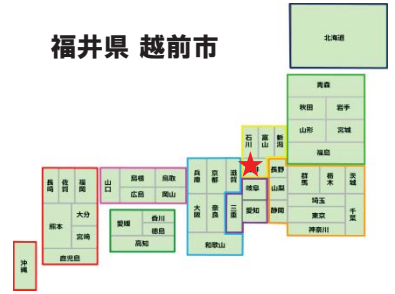 福井県 越前市
北海道
青森
秋田 岩手
山形 宮城
福島
石川 富山 新潟
長野 群馬 栃木 茨城
山梨 埼玉
東京 千葉
静岡 神奈川
岐阜
愛知
兵庫 京都 滋賀
大阪 奈良 三重
和歌山
山口 島根 鳥取
広島 岡山
愛媛 香川
徳島
高知
長崎 佐賀 福岡
熊本 大分
宮崎
鹿児島
沖縄